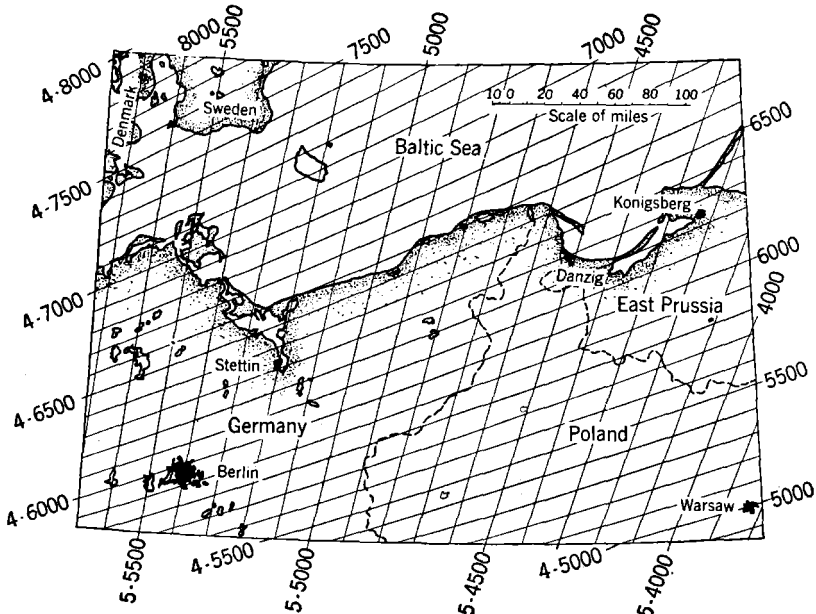 8000
5500
7500
5000
7000
4500
4-8000
Denmark
Sweden
10 0 20 40 60 80 100
Scale of miles
Baltic Sea
6500
4-7500
Konigsberg
6000
Danzig
4000
4-7000
East Prussia
Stettin
5500
4-6500
Germany
Poland
Berlin
Warsaw
5000
4-6000
5-5500
4-5500
5-5000
5-4500
4-5000
5-4000